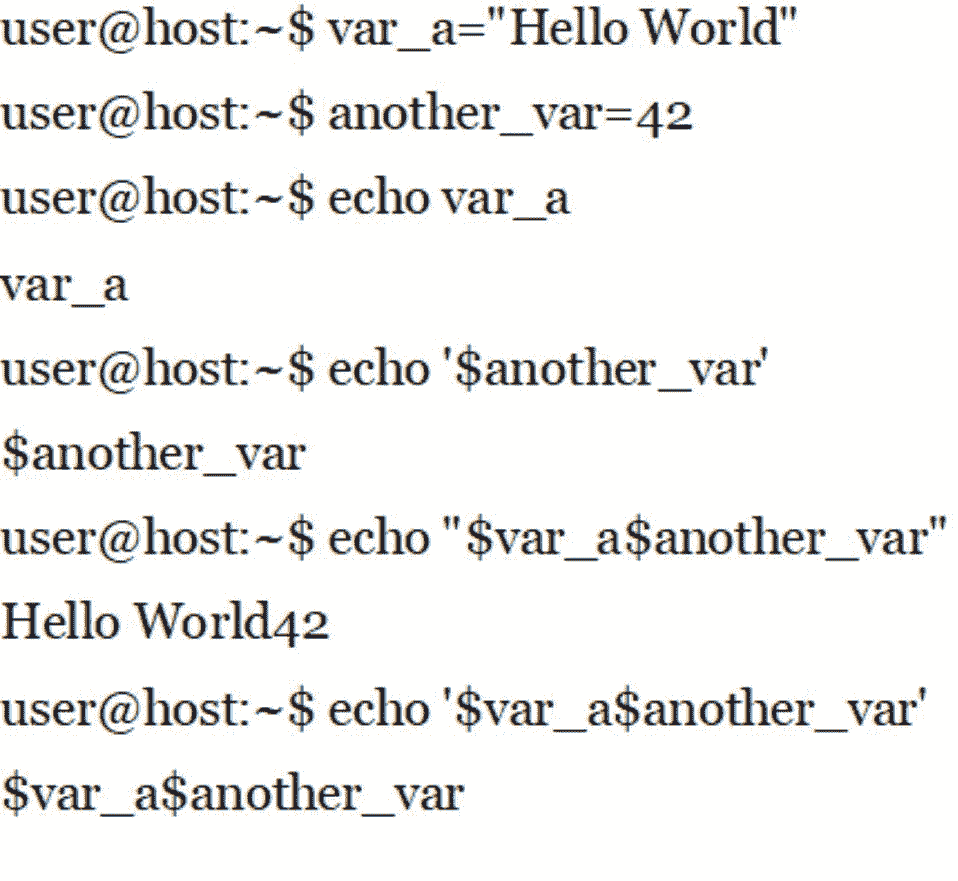 user@host:~$ var_a="Hello World"
user@host:~$ another_var=42
user@host:~$ echo var_a
var_a
user@host:~$ echo '$another_var'
$another_var
user@host:~$ echo "$var_a$another_var"
Hello World42
user@host:~$ echo '$var_a$another_var'
$var_a$another_var